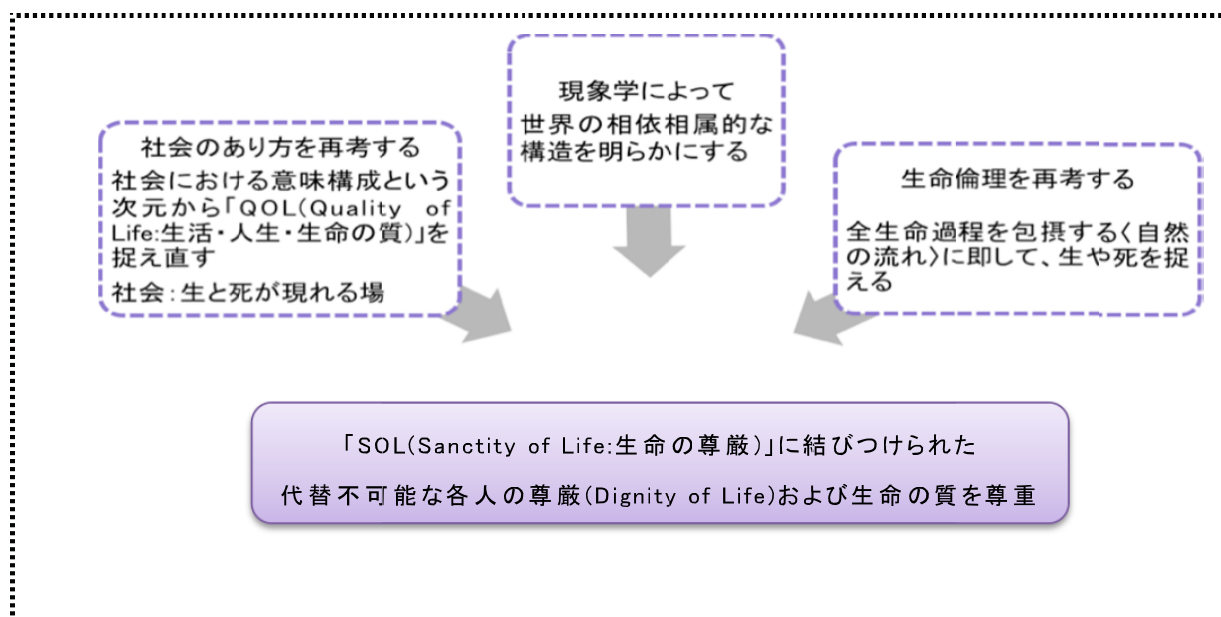 現象学によって
世界の相依相属的な
構造を明らかにする
社会のあり方を再考する
社会における意味構成という
次元から「QOL(Quality of
Life:生活・人生・生命の質)」を
捉え直す
社会:生と死が現れる場
生命倫理を再考する
全生命過程を包摂する〈自然
の流れ〉に即して、生や死を捉
える
「SOL(Sanctity of Life:生命の尊厳)」に結びつけられた
代替不可能な各人の尊厳(Dignity of Life)および生命の質を尊重